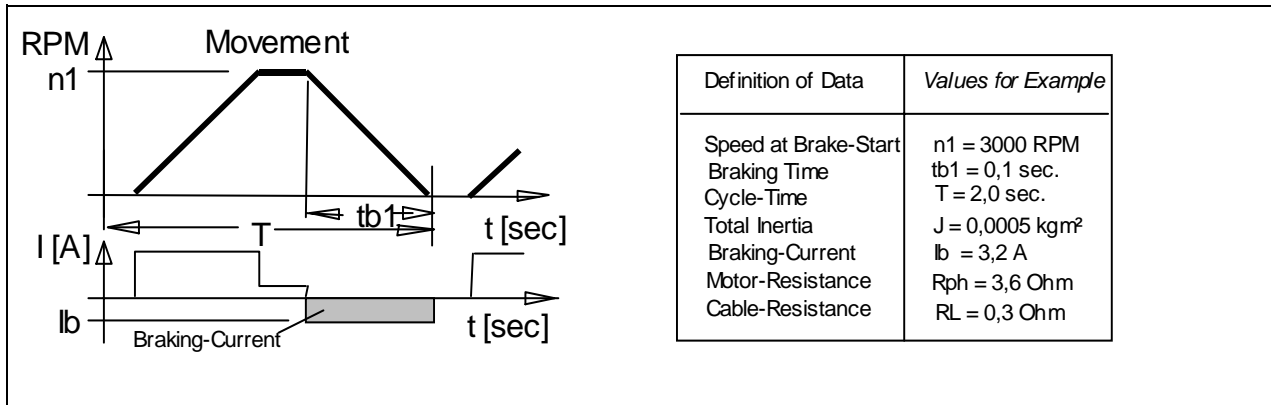 RPM
Movement
n1
tb1
T
t [sec]
I [A]
Ib
t [sec]
Braking-Current
Definition of Data Values for Example
Speed at Brake-Start n1 = 3000 RPM
Braking Time tb1 = 0,1 sec.
Cycle-Time T = 2,0 sec.
Total Inertia J = 0,0005 kgm²
Braking-Current Ib = 3,2 A
Motor-Resistance Rph = 3,6 Ohm
Cable-Resistance RL = 0,3 Ohm